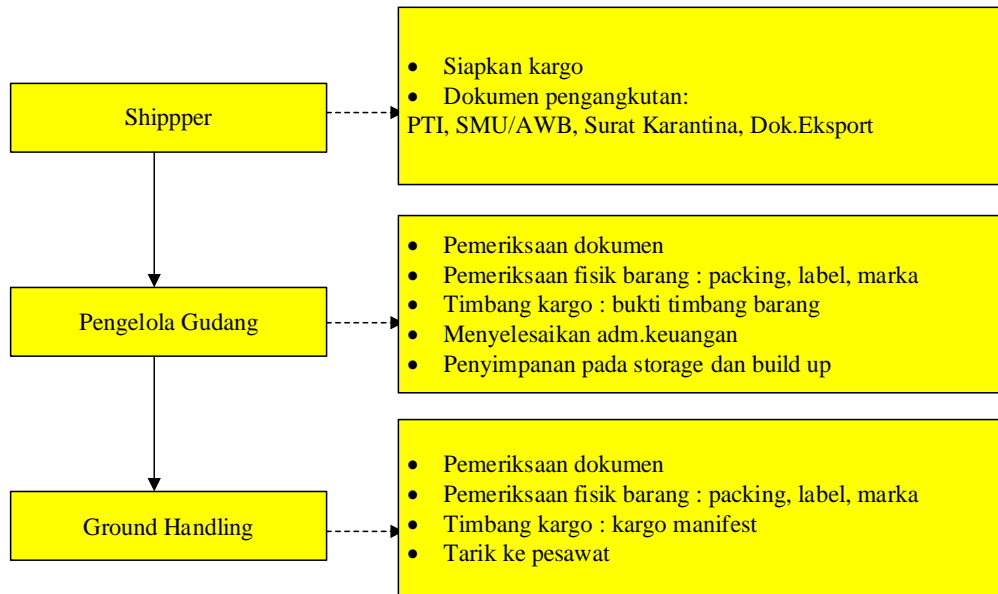 Shippper
• Siapkan kargo
• Dokumen pengangkutan:
PTI, SMU/AWB, Surat Karantina, Dok.Eksport
Pengelola Gudang
• Pemeriksaan dokumen
• Pemeriksaan fisik barang : packing, label, marka
• Timbang kargo : bukti timbang barang
• Menyelesaikan adm.keuangan
• Penyimpanan pada storage dan build up
Ground Handling
• Pemeriksaan dokumen
• Pemeriksaan fisik barang : packing, label, marka
• Timbang kargo : kargo manifest
• Tarik ke pesawat